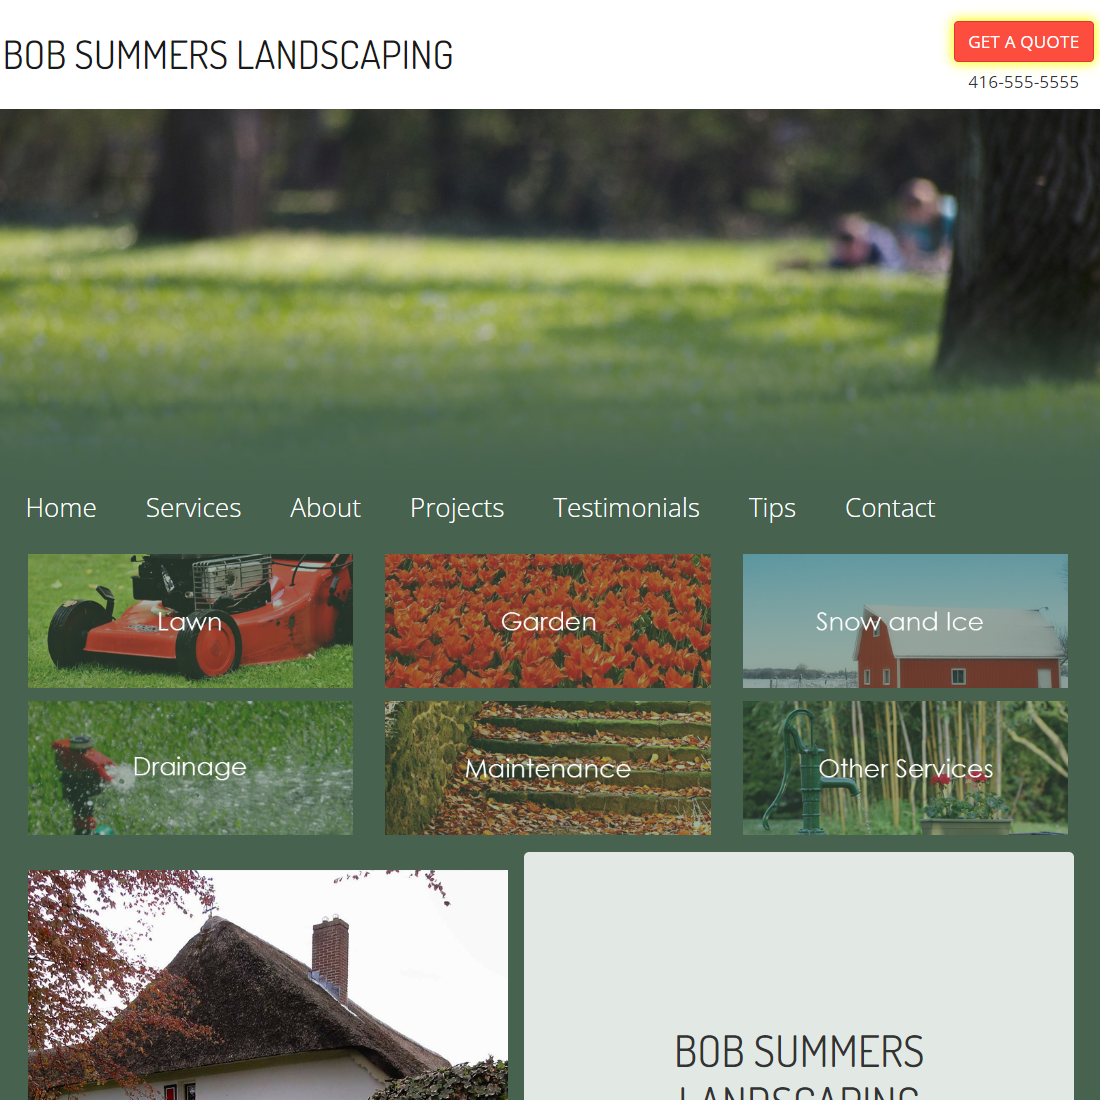 BOB SUMMERS LANDSCAPING
GET A QUOTE
416-555-5555
Home Services About Projects Testimonials Tips Contact
Lawn Garden Snow and Ice
Drainage Maintenance Other Services
BOB SUMMERS
LANDSCAPING